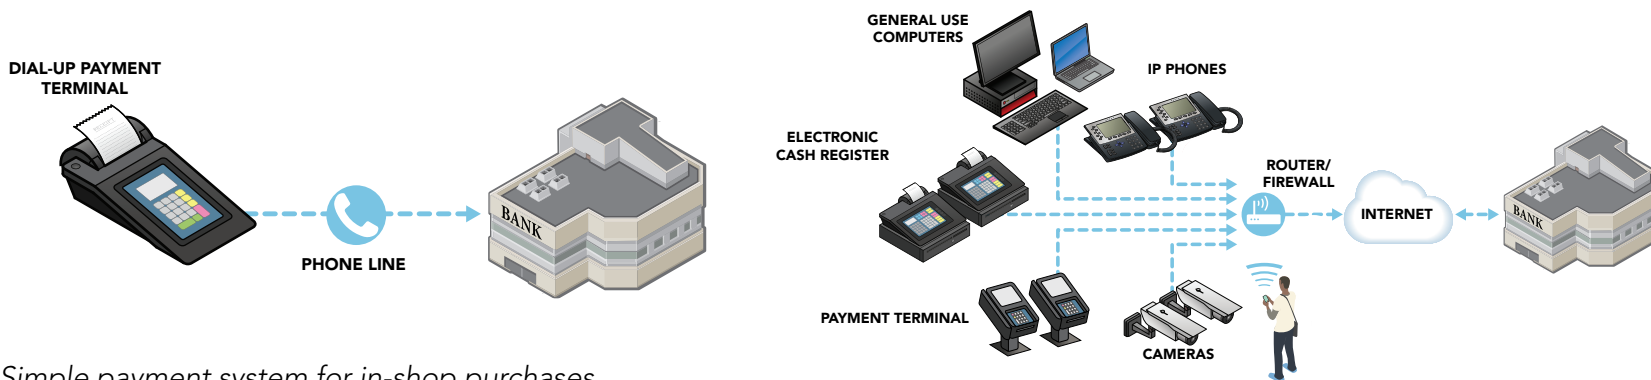 DIAL-UP PAYMENT
TERMINAL
PHONE LINE
BANK
Simple payment system for in-shop purchases
GENERAL USE
COMPUTERS
IP PHONES
ELECTRONIC
CASH REGISTER
ROUTER/
FIREWALL
INTERNET
BANK
PAYMENT TERMINAL
CAMERAS